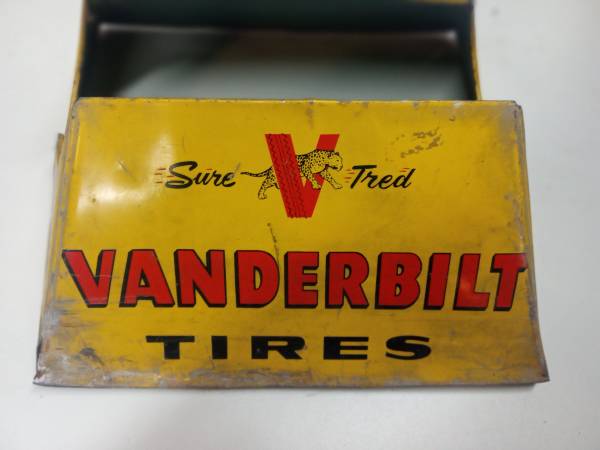 Sure V Tred
VANDERBILT
TIRES